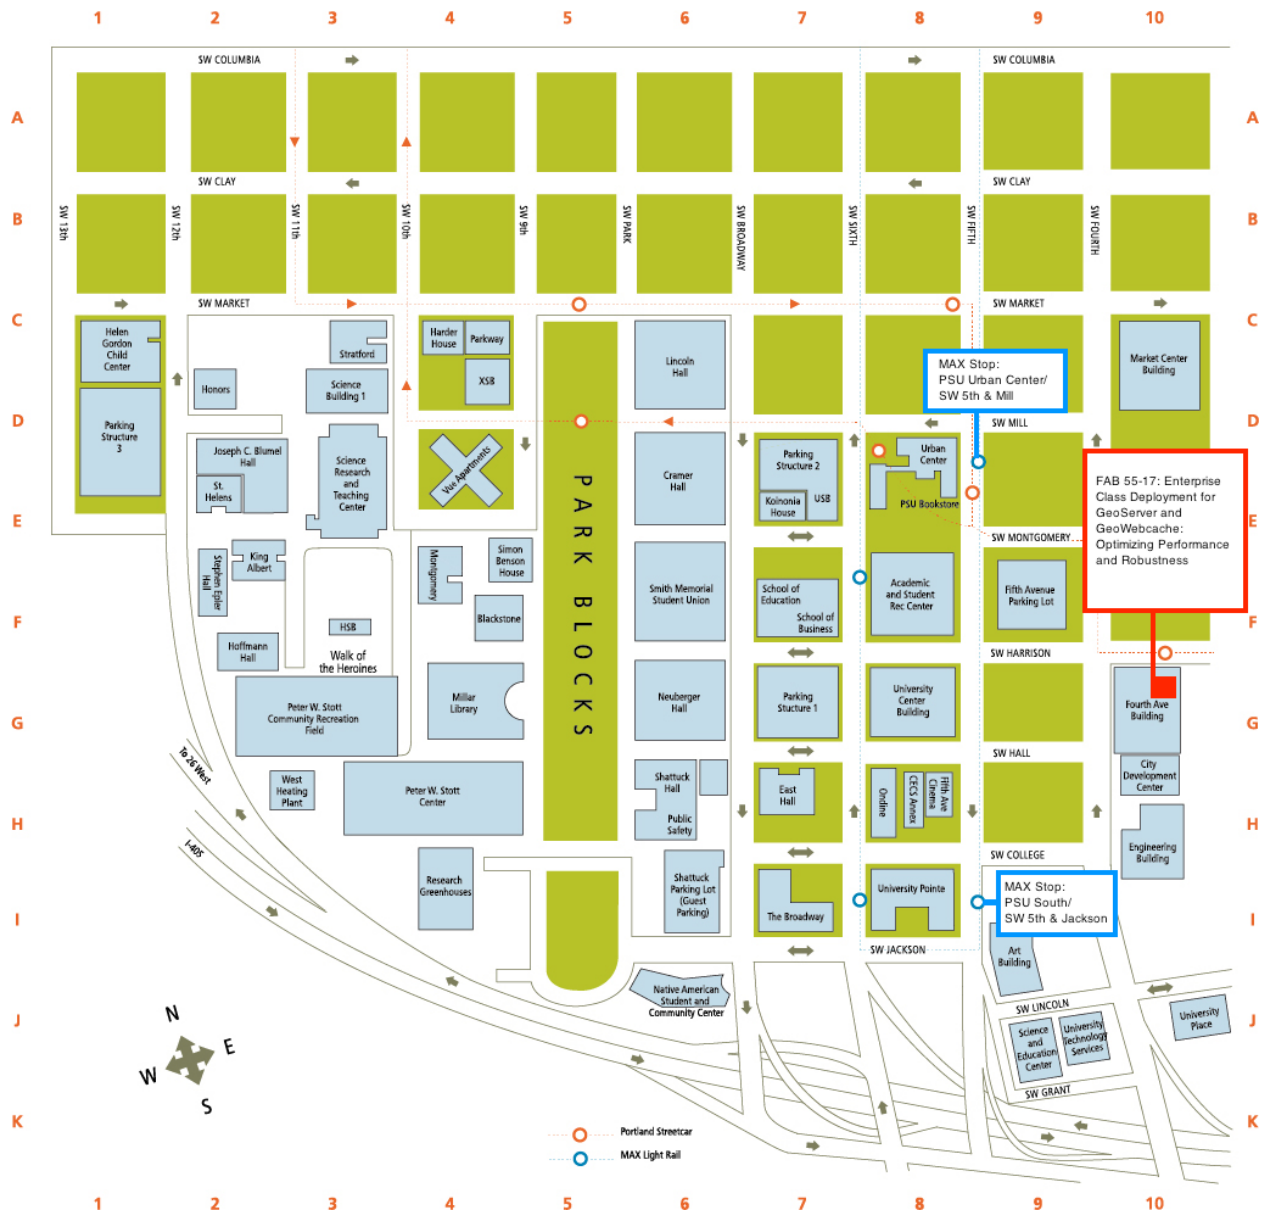 1 2 3 4 5 6 7 8 9 10
SW COLUMBIA SW COLUMBIA
A A
SW CLAY SW CLAY
B B
SW 13th
SW 12th
SW 11th
SW 10th
SW 9th
SW PARK
SW BROADWAY
SW SIXTH
SW FIFTH
SW FOURTH
SW MARKET SW MARKET
C C
Helen
Gordon
Child
Center
Stratford
Harder
House
Parkway
XSB
Lincoln
Hall
Market Center
Building
MAX Stop:
PSU Urban Center/
SW 5th & Mill
Honors
Science
Building 1
D D
SW MILL
Parking
Structure
3
Joseph C. Blumel
Hall
St.
Helens
Science
Research
and
Teaching
Center
Vue Apartments
PARK BLOCKS
Cramer
Hall
Parking
Structure 2
Koinonia
House
USB
Urban
Center
PSU Bookstore
FAB 55-17: Enterprise
Class Deployment for
GeoServer and
GeoWebcache:
Optimizing Performance
and Robustness
E E
SW MONTGOMERY
Stephen Epler
Hall
King
Albert
Montgomery
Simon
Benson
House
Blackstone
Smith Memorial
Student Union
School of
Education
School of
Business
Academic
and Student
Rec Center
Fifth Avenue
Parking Lot
F F
HSB
Hoffmann
Hall
Walk of
the Heroines
SW HARRISON
Peter W. Stott
Community Recreation
Field
Millar
Library
Neuberger
Hall
Parking
Stucture 1
University
Center
Building
Fourth Ave
Building
G G
To 26 West
SW HALL
West
Heating
Plant
Peter W. Stott
Center
Shattuck
Hall
Public
Safety
East
Hall
Ondine
CECS Annex
Fifth Ave
Cinema
City
Development
Center
H H
I-405
SW COLLEGE
Engineering
Building
Research
Greenhouses
Shattuck
Parking Lot
(Guest
Parking)
The Broadway
University Pointe
MAX Stop:
PSU South/
SW 5th & Jackson
I I
SW JACKSON
Art
Building
Native American
Student and
Community Center
SW LINCOLN
J J
Science
and
Education
Center
University
Technology
Services
University
Place
N
E
W
S
SW GRANT
K K
Portland Streetcar
MAX Light Rail
1 2 3 4 5 6 7 8 9 10